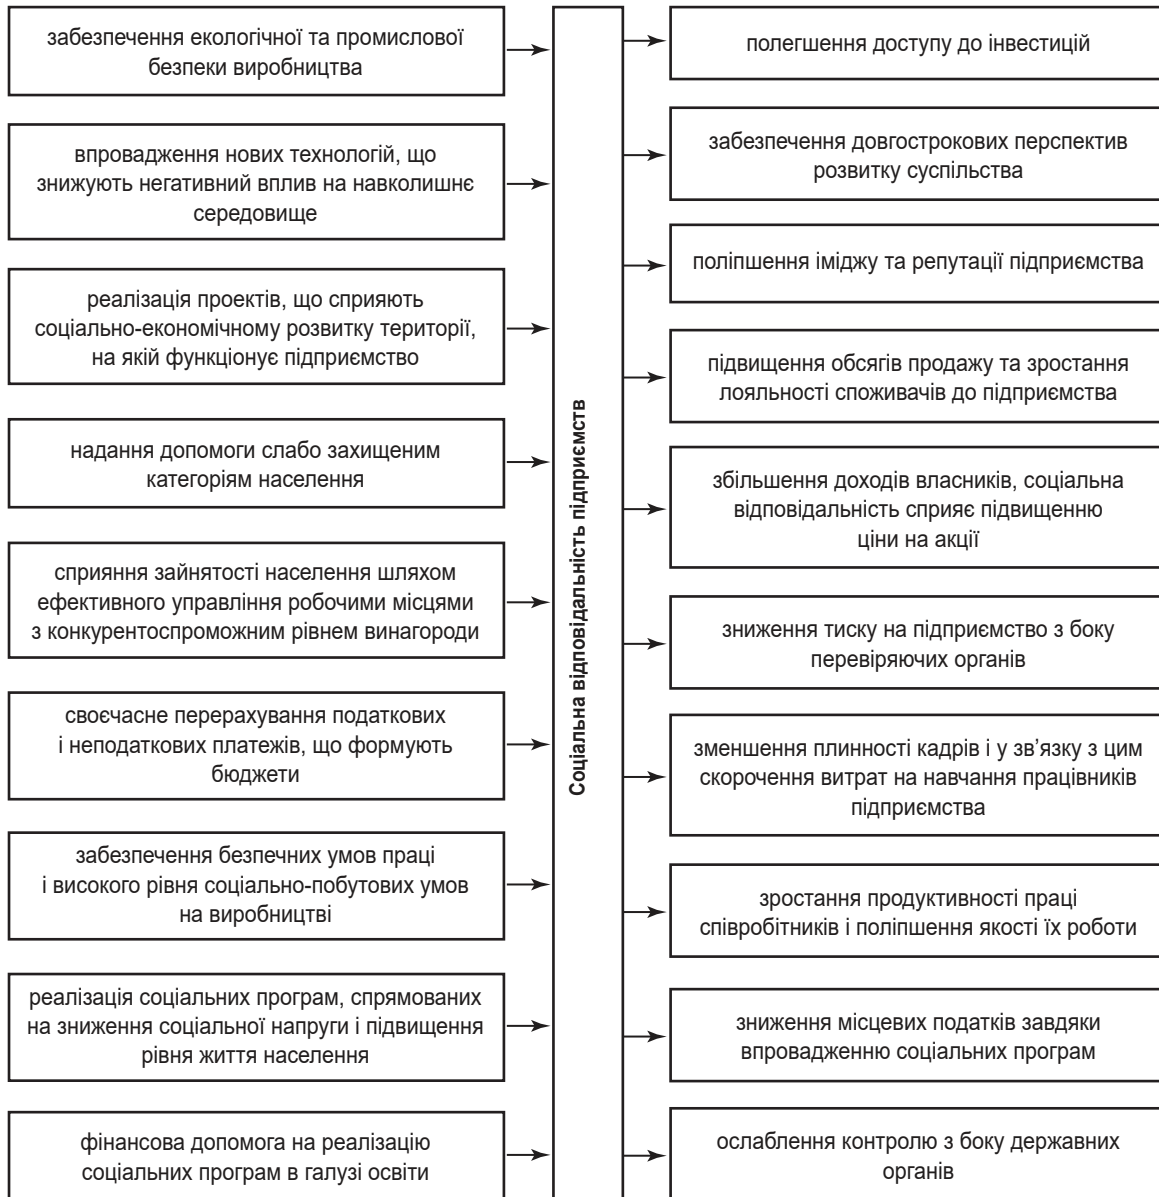 забезпечення екологічної та промислової
безпеки виробництва
впровадження нових технологій, що
знижують негативний вплив на навколишнє
середовище
реалізація проектів, що сприяють
соціально-економічному розвитку території,
на якій функціонує підприємство
надання допомоги слабо захищеним
категоріям населення
сприяння зайнятості населення шляхом
ефективного управління робочими місцями
з конкурентоспроможним рівнем винагороди
своєчасне перерахування податкових
і неподаткових платежів, що формують
бюджети
забезпечення безпечних умов праці
і високого рівня соціально-побутових умов
на виробництві
реалізація соціальних програм, спрямованих
на зниження соціальної напруги і підвищення
рівня життя населення
фінансова допомога на реалізацію
соціальних програм в галузі освіти
Соціальна відповідальність підприємств
полегшення доступу до інвестицій
забезпечення довгострокових перспектив
розвитку суспільства
поліпшення іміджу та репутації підприємства
підвищення обсягів продажу та зростання
лояльності споживачів до підприємства
збільшення доходів власників, соціальна
відповідальність сприяє підвищенню
ціни на акції
зниження тиску на підприємство з боку
перевіряючих органів
зменшення плинності кадрів і у зв’язку з цим
скорочення витрат на навчання працівників
підприємства
зростання продуктивності праці
співробітників і поліпшення якості їх роботи
зниження місцевих податків завдяки
впровадженню соціальних програм
ослаблення контролю з боку державних
органів